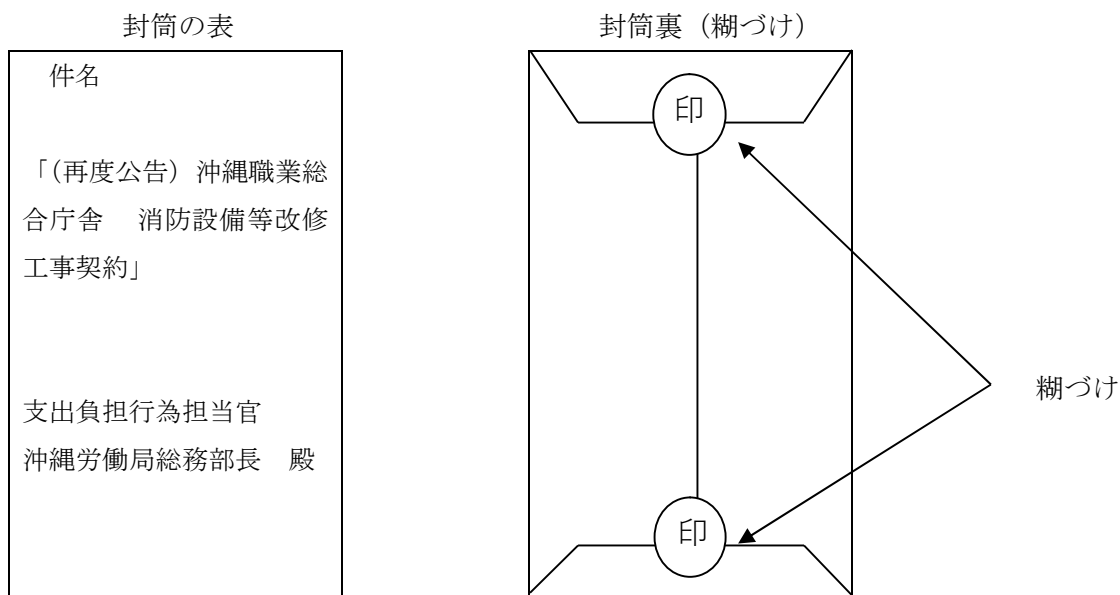 封筒の表
件名
「（再度公告）沖縄職業総
合庁舎　消防設備等改修
工事契約」
支出負担行為担当官
沖縄労働局総務部長　殿
封筒裏（糊づけ）
印
糊づけ
印